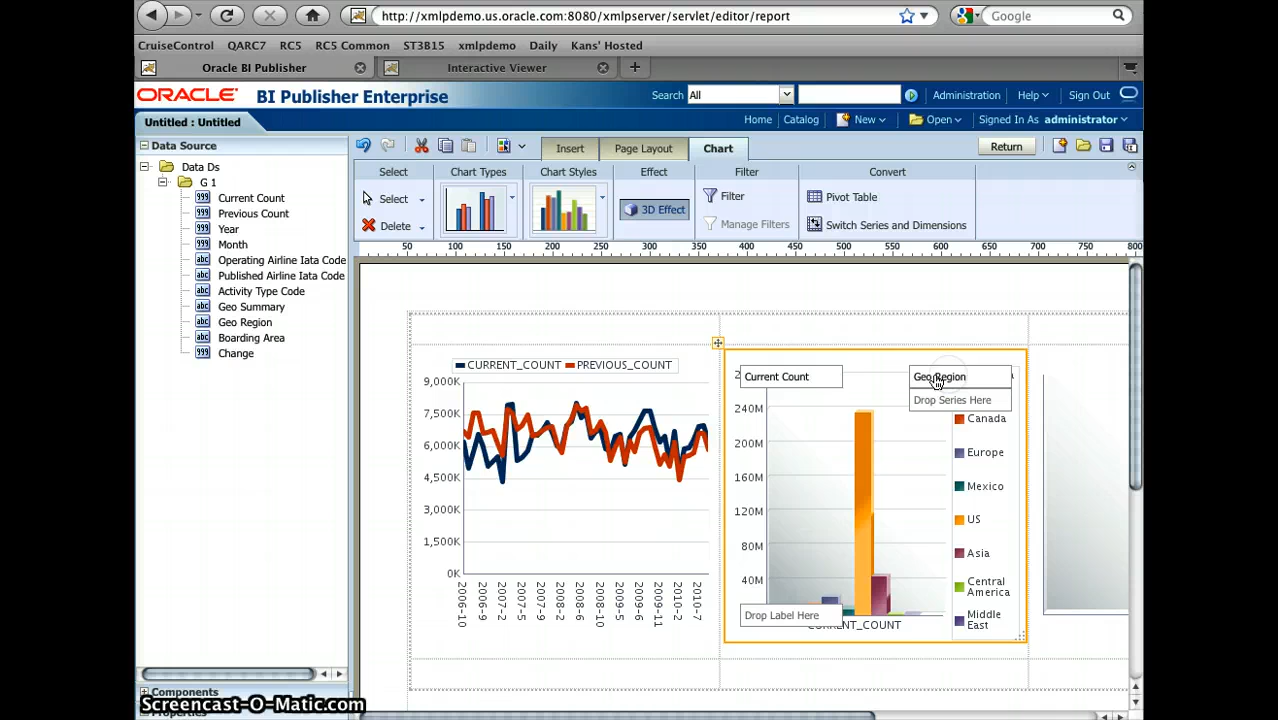 http://xmlpdemo.us.oracle.com:8080/xmlpserver/servlet/editor/report
Google
CruiseControl QARC7 RC5 RC5 Common ST3B15 xmlpdemo Daily Kans' Hosted
Oracle BI Publisher
Interactive Viewer
ORACLE BI Publisher Enterprise
Search All
Administration Help Sign Out
Untitled : Untitled
Home Catalog New Open Signed In As administrator
Data Source
Insert Page Layout Chart
Return
Data Ds
G 1
Current Count
Previous Count
Year
Month
Operating Airline Iata Code
Published Airline Iata Code
Activity Type Code
Geo Summary
Geo Region
Boarding Area
Change
Select Chart Types Chart Styles Effect Filter Convert
Select
Delete
3D Effect
Filter
Manage Filters
Pivot Table
Switch Series and Dimensions
50 100 150 200 250 300 350 400 450 500 550 600 650 700 750 800
CURRENT_COUNT PREVIOUS_COUNT
9,000K
7,500K
6,000K
4,500K
3,000K
1,500K
0K
2006-10
2007-3
2007-8
2008-1
2008-6
2008-11
2009-4
2009-9
2010-2
2010-7
Current Count
Geo Region
Drop Series Here
240M
200M
160M
120M
80M
40M
Canada
Europe
Mexico
US
Asia
Central
America
Middle
East
Drop Label Here
CURRENT_COUNT
Components
Screencast-O-Matic.com